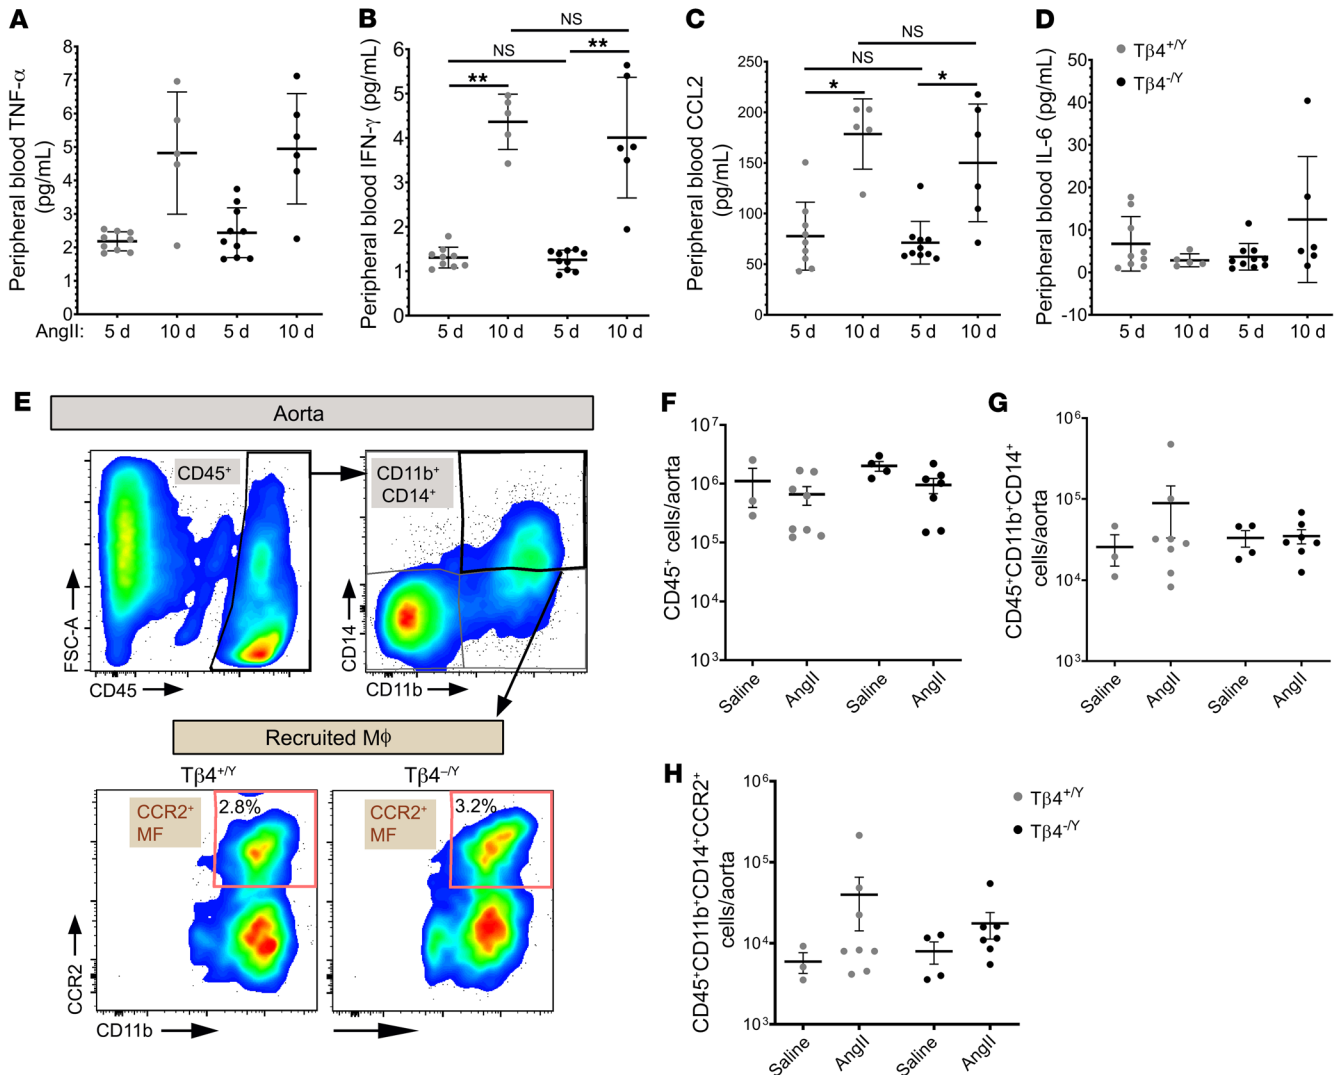 A
Peripheral blood TNF-α
(pg/mL)
8
7
6
5
4
3
2
1
0
AngII: 5 d 10 d 5 d 10 d
B
Peripheral blood IFN-γ (pg/mL)
NS
NS
**
**
6
5
4
3
2
1
0
5 d 10 d 5 d 10 d
C
Peripheral blood CCL2
(pg/mL)
NS
NS
*
*
250
200
150
100
50
0
5 d 10 d 5 d 10 d
D
Peripheral blood IL-6 (pg/mL)
Tβ4+/Y
Tβ4-/Y
50
40
30
20
10
0
-10
5 d 10 d 5 d 10 d
E
Aorta
CD45+
FSC-A
CD45
CD11b+
CD14+
CD14
CD11b
Recruited Mϕ
Tβ4+/Y
Tβ4–/Y
CCR2+
MF
2.8%
CCR2+
MF
3.2%
CCR2
CD11b
F
CD45+ cells/aorta
107
106
105
104
103
Saline AngII Saline AngII
G
CD45+CD11b+CD14+
cells/aorta
106
105
104
103
Saline AngII Saline AngII
H
CD45+CD11b+CD14+CCR2+
cells/aorta
106
105
104
103
Saline AngII Saline AngII
Tβ4+/Y
Tβ4-/Y